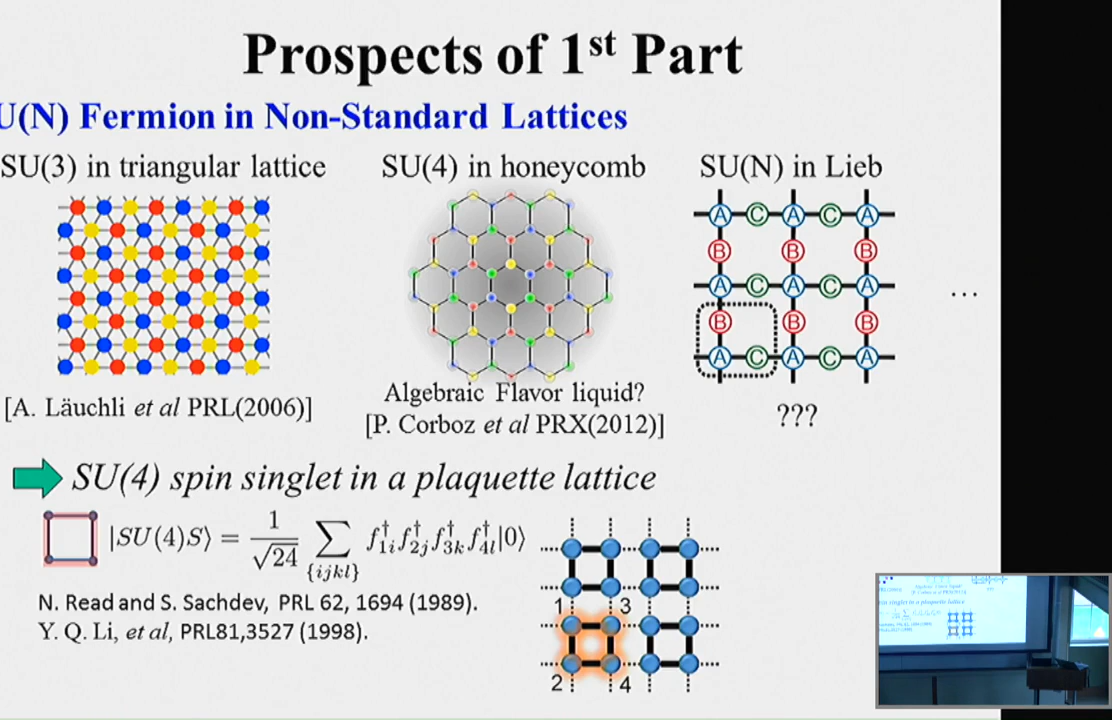 Prospects of 1st Part
U(N) Fermion in Non-Standard Lattices
SU(3) in triangular lattice
SU(4) in honeycomb
SU(N) in Lieb
A C A C A
B B B
A C A C A
B B B
A C A C A
...
[A. Läuchli et al PRL(2006)]
Algebraic Flavor liquid?
[P. Corboz et al PRX(2012)]
???
SU(4) spin singlet in a plaquette lattice
|SU(4)S⟩ = 1/√24 ∑{ijkl} f†1i f†2j f†3k f†4l|0⟩
N. Read and S. Sachdev, PRL 62, 1694 (1989).
Y. Q. Li, et al, PRL81,3527 (1998).
1 3
2 4